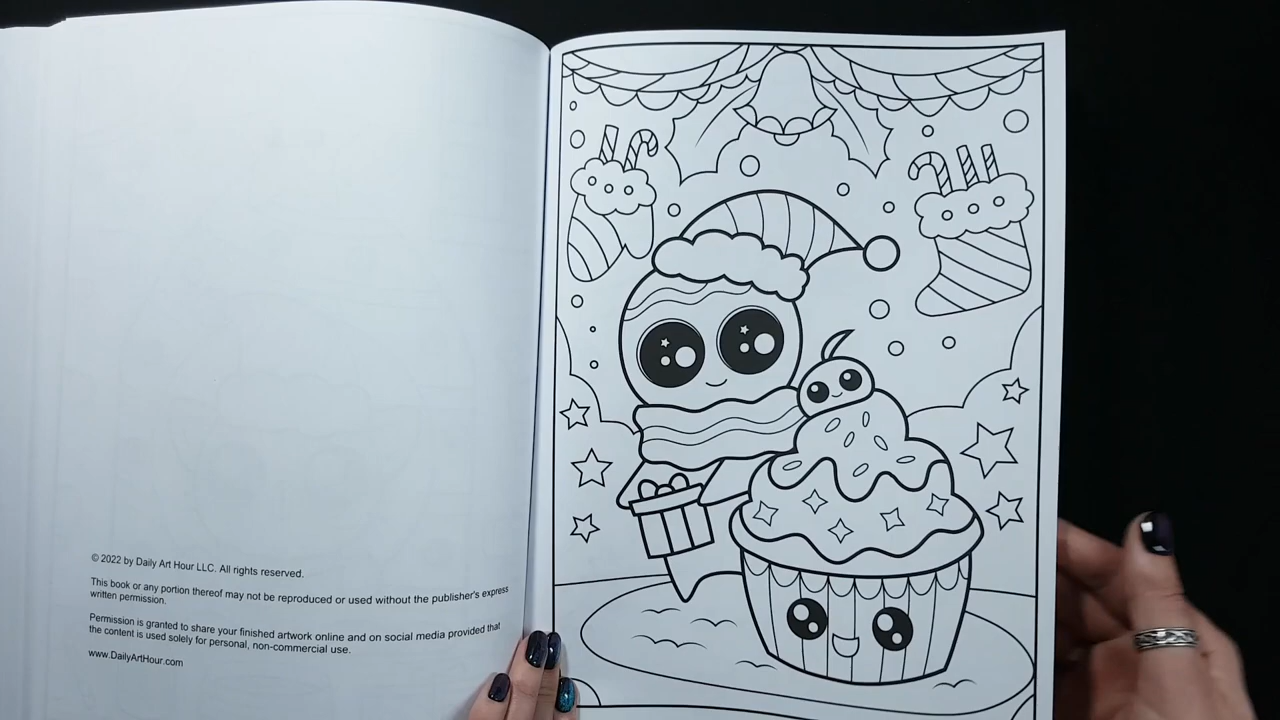 © 2022 by Daily Art Hour LLC. All rights reserved.
This book or any portion thereof may not be reproduced or used without the publisher's express
written permission.
Permission is granted to share your finished artwork online and on social media provided that
the content is used solely for personal, non-commercial use.
www.DailyArtHour.com